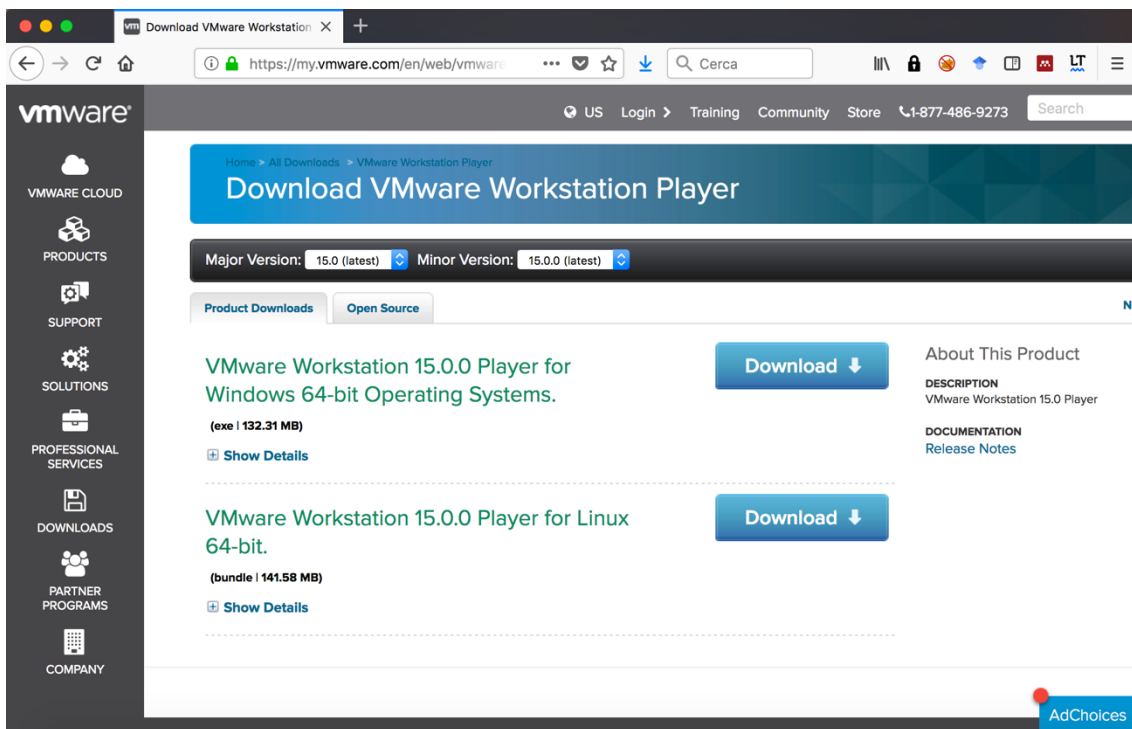 vm Download VMware Workstation
https://my.vmware.com/en/web/vmware
Cerca
LT
vmware®
US Login > Training Community Store 1-877-486-9273 Search
VMWARE CLOUD
PRODUCTS
SUPPORT
SOLUTIONS
PROFESSIONAL
SERVICES
DOWNLOADS
PARTNER
PROGRAMS
COMPANY
Home > All Downloads > VMware Workstation Player
Download VMware Workstation Player
Major Version: 15.0 (latest) Minor Version: 15.0.0 (latest)
Product Downloads Open Source N
VMware Workstation 15.0.0 Player for
Windows 64-bit Operating Systems.
(exe | 132.31 MB)
Show Details
Download
VMware Workstation 15.0.0 Player for Linux
64-bit.
(bundle | 141.58 MB)
Show Details
Download
About This Product
DESCRIPTION
VMware Workstation 15.0 Player
DOCUMENTATION
Release Notes
AdChoices